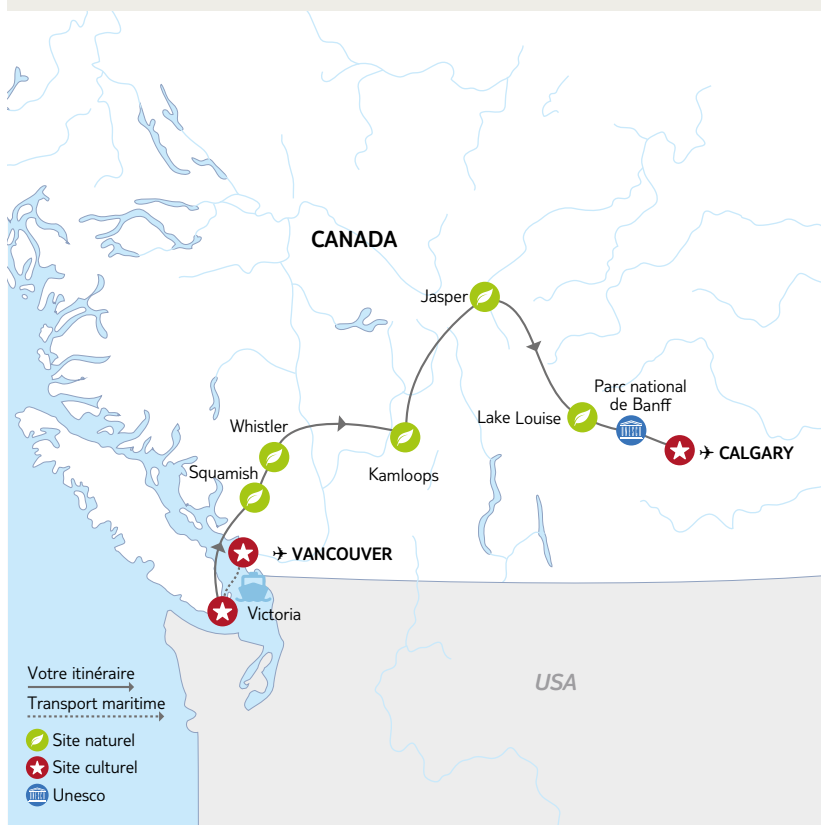 CANADA
Jasper
Parc national
de Banff
Lake Louise
CALGARY
Whistler
Kamloops
Squamish
VANCOUVER
Victoria
USA
Votre itinéraire
Transport maritime
Site naturel
Site culturel
Unesco